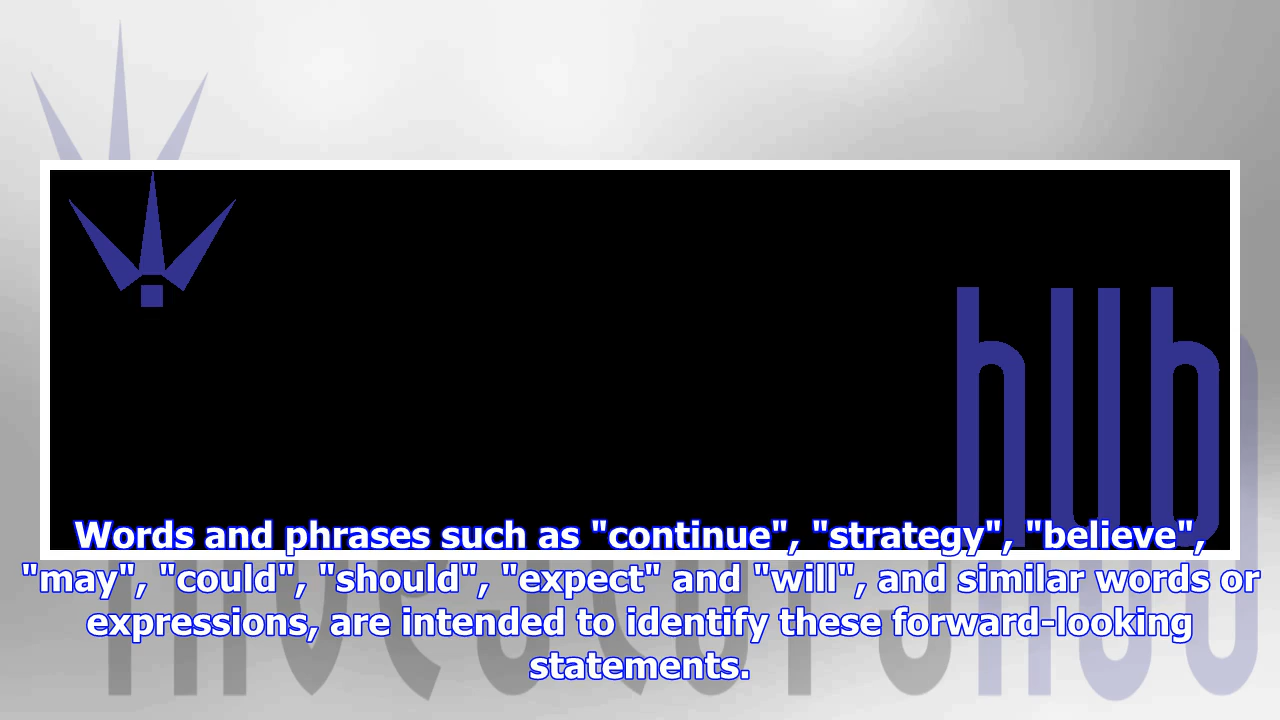 hub
Words and phrases such as "continue", "strategy", "believe",
"may", "could", "should", "expect" and "will", and similar words or
expressions, are intended to identify these forward-looking
statements.